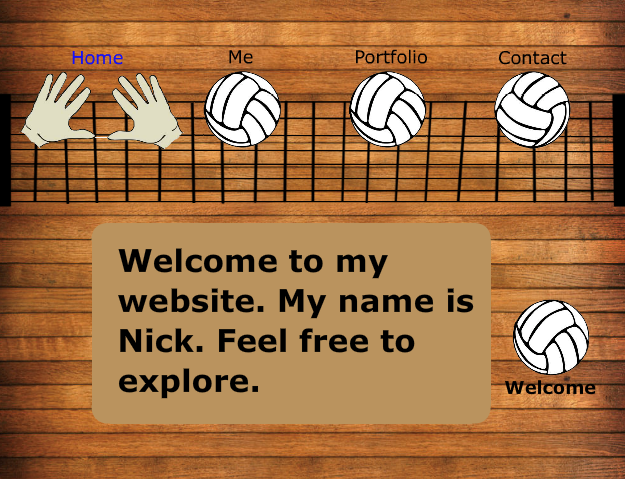 Home Me Portfolio Contact
Welcome to my
website. My name is
Nick. Feel free to
explore.
Welcome